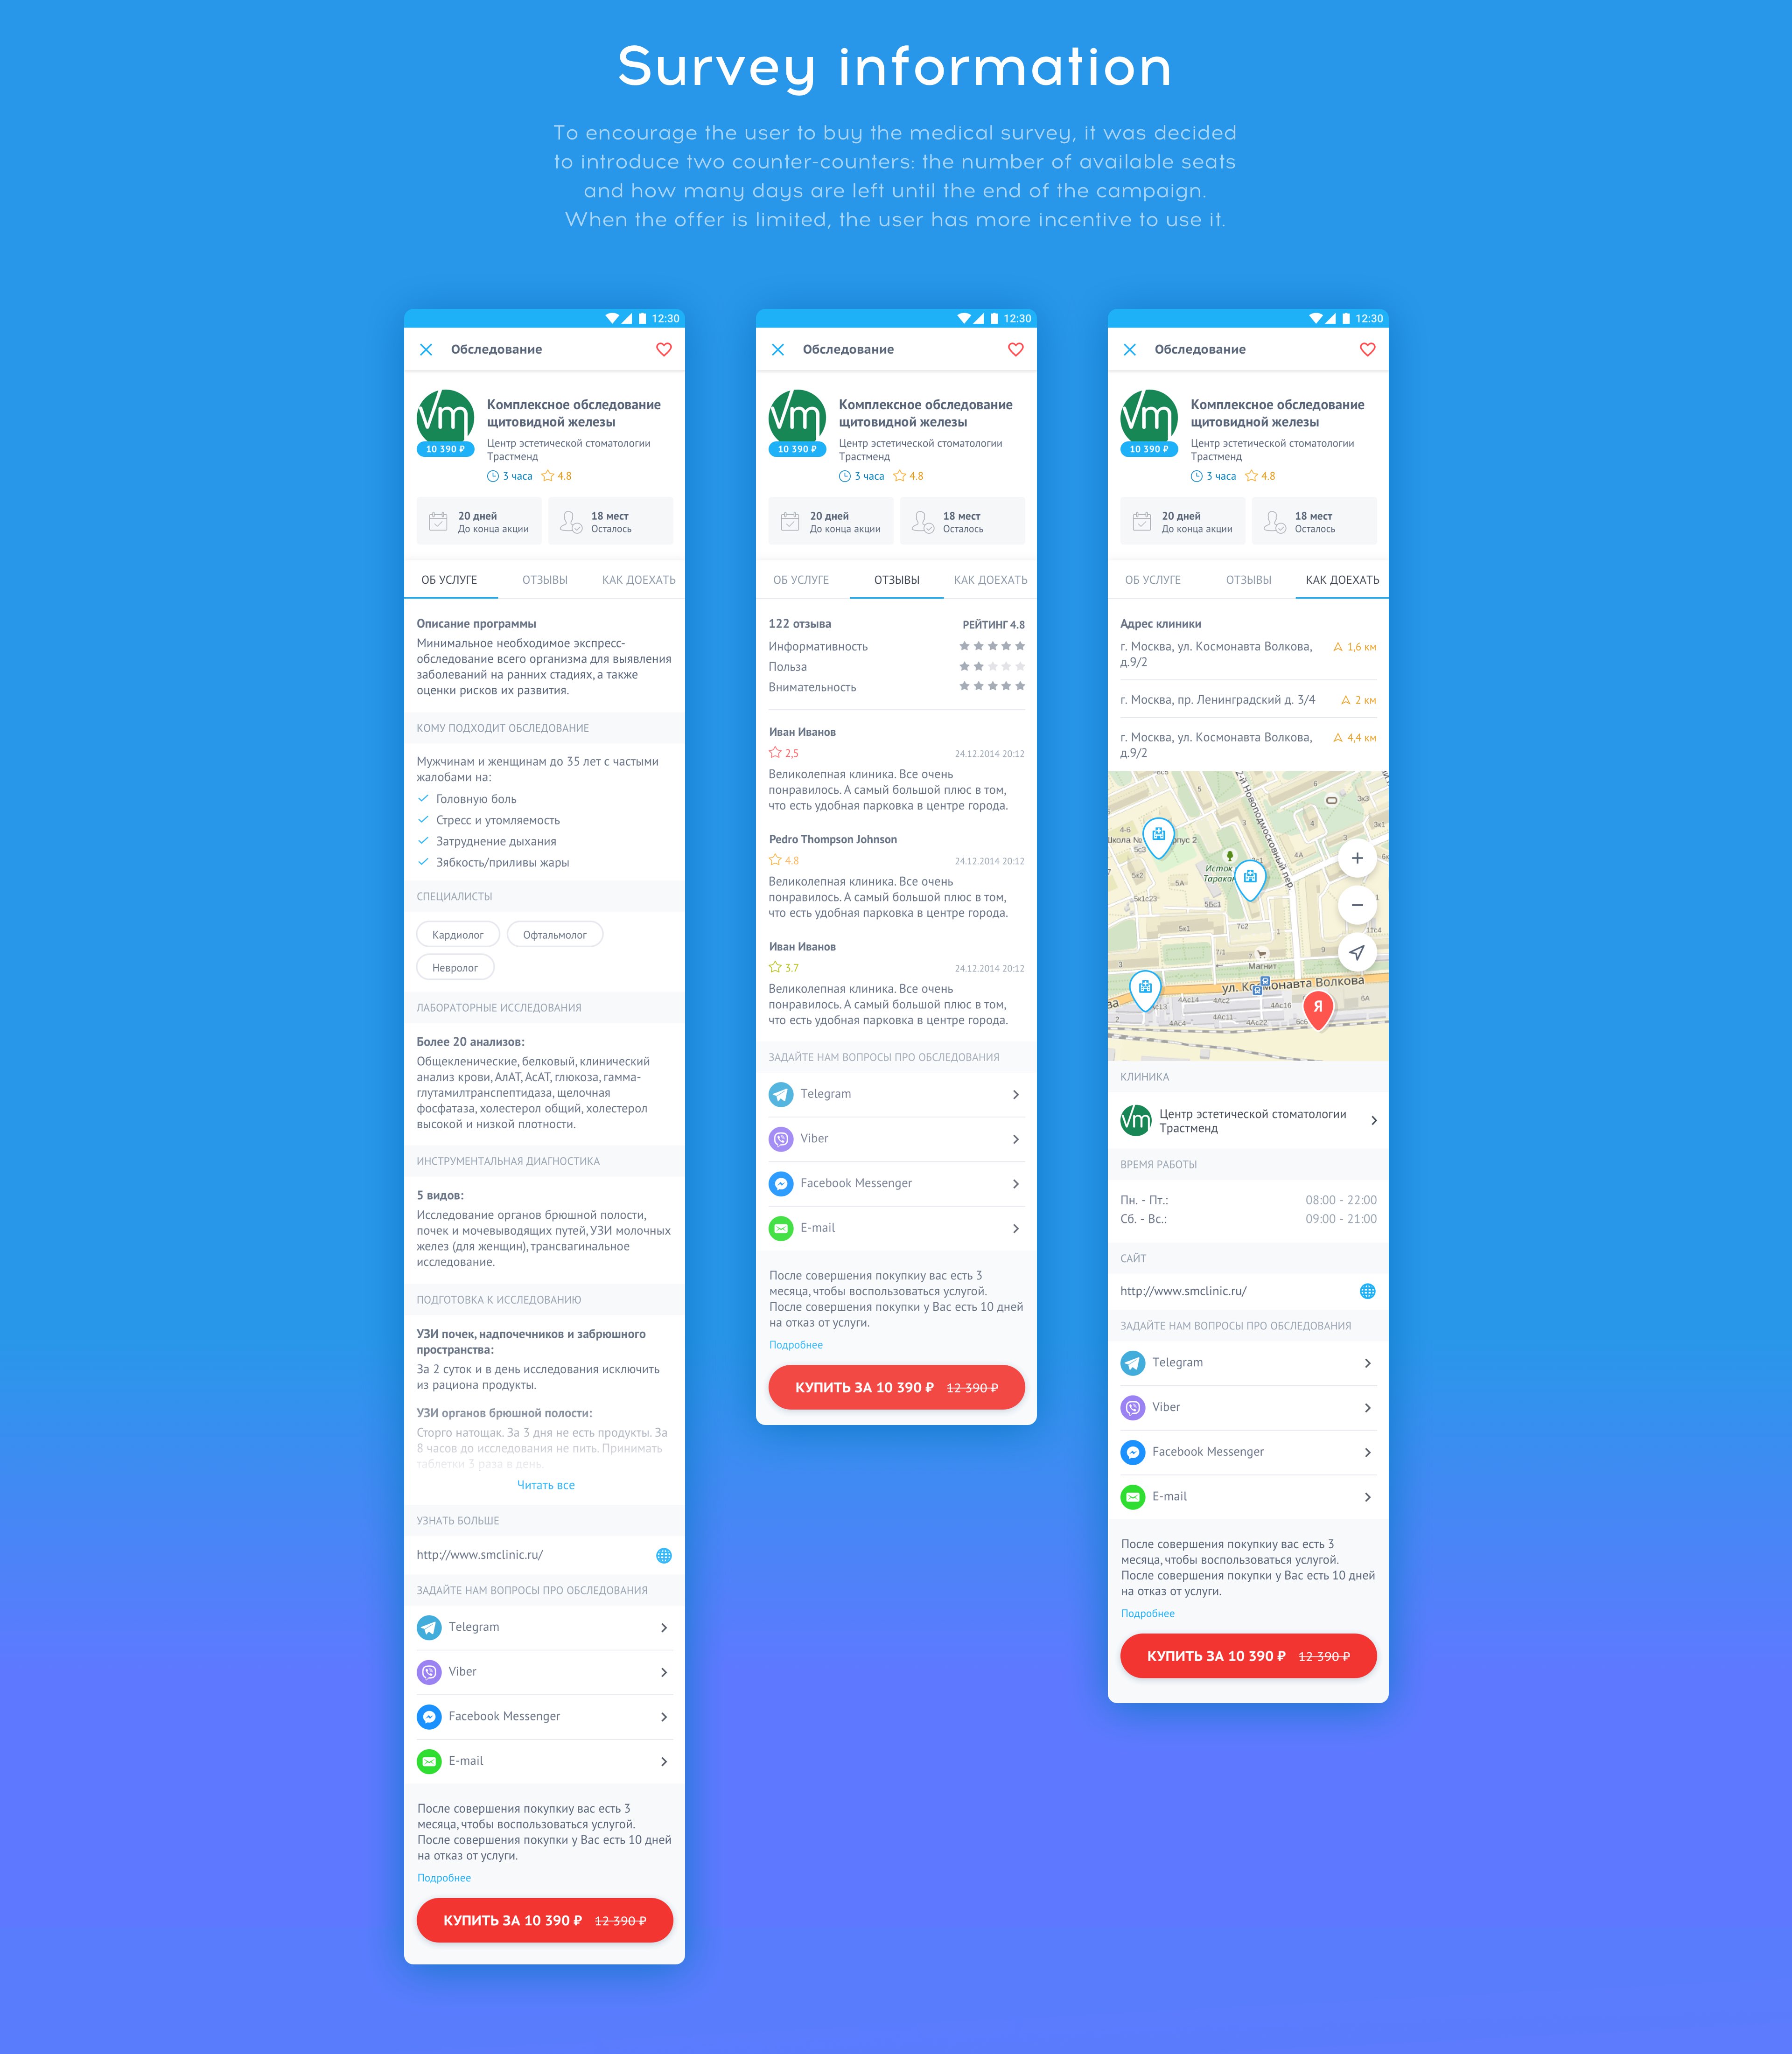 Survey information
To encourage the user to buy the medical survey, it was decided
to introduce two counter-counters: the number of available seats
and how many days are left until the end of the campaign.
When the offer is limited, the user has more incentive to use it.
12:30
Обследование
Vm
10 390 ₽
Комплексное обследование
щитовидной железы
Центр эстетической стоматологии
Трастменд
3 часа 4.8
20 дней
До конца акции
18 мест
Осталось
ОБ УСЛУГЕ ОТЗЫВЫ КАК ДОЕХАТЬ
Описание программы
Минимальное необходимое экспресс-
обследование всего организма для выявления
заболеваний на ранних стадиях, а также
оценки рисков их развития.
КОМУ ПОДХОДИТ ОБСЛЕДОВАНИЕ
Мужчинам и женщинам до 35 лет с частыми
жалобами на:
Головную боль
Стресс и утомляемость
Затруднение дыхания
Зябкость/приливы жары
СПЕЦИАЛИСТЫ
Кардиолог Офтальмолог
Невролог
ЛАБОРАТОРНЫЕ ИССЛЕДОВАНИЯ
Более 20 анализов:
Общекленические, белковый, клинический
анализ крови, АлАТ, АсАТ, глюкоза, гамма-
глутамилтранспептидаза, щелочная
фосфатаза, холестерол общий, холестерол
высокой и низкой плотности.
ИНСТРУМЕНТАЛЬНАЯ ДИАГНОСТИКА
5 видов:
Исследование органов брюшной полости,
почек и мочевыводящих путей, УЗИ молочных
желез (для женщин), трансвагинальное
исследование.
ПОДГОТОВКА К ИССЛЕДОВАНИЮ
УЗИ почек, надпочечников и забрюшного
пространства:
За 2 суток и в день исследования исключить
из рациона продукты.
УЗИ органов брюшной полости:
Сторго натощак. За 3 дня не есть продукты. За
8 часов до исследования не пить. Принимать
таблетки 3 раза в день.
Читать все
УЗНАТЬ БОЛЬШЕ
http://www.smclinic.ru/
ЗАДАЙТЕ НАМ ВОПРОСЫ ПРО ОБСЛЕДОВАНИЯ
Telegram
Viber
Facebook Messenger
E-mail
После совершения покупкиу вас есть 3
месяца, чтобы воспользоваться услугой.
После совершения покупки у Вас есть 10 дней
на отказ от услуги.
Подробнее
КУПИТЬ ЗА 10 390 ₽ 12 390 ₽
12:30
Обследование
Vm
10 390 ₽
Комплексное обследование
щитовидной железы
Центр эстетической стоматологии
Трастменд
3 часа 4.8
20 дней
До конца акции
18 мест
Осталось
ОБ УСЛУГЕ ОТЗЫВЫ КАК ДОЕХАТЬ
122 отзыва РЕЙТИНГ 4.8
Информативность
Польза
Внимательность
Иван Иванов
2,5 24.12.2014 20:12
Великолепная клиника. Все очень
понравилось. А самый большой плюс в том,
что есть удобная парковка в центре города.
Pedro Thompson Johnson
4.8 24.12.2014 20:12
Великолепная клиника. Все очень
понравилось. А самый большой плюс в том,
что есть удобная парковка в центре города.
Иван Иванов
3.7 24.12.2014 20:12
Великолепная клиника. Все очень
понравилось. А самый большой плюс в том,
что есть удобная парковка в центре города.
ЗАДАЙТЕ НАМ ВОПРОСЫ ПРО ОБСЛЕДОВАНИЯ
Telegram
Viber
Facebook Messenger
E-mail
После совершения покупкиу вас есть 3
месяца, чтобы воспользоваться услугой.
После совершения покупки у Вас есть 10 дней
на отказ от услуги.
Подробнее
КУПИТЬ ЗА 10 390 ₽ 12 390 ₽
12:30
Обследование
Vm
10 390 ₽
Комплексное обследование
щитовидной железы
Центр эстетической стоматологии
Трастменд
3 часа 4.8
20 дней
До конца акции
18 мест
Осталось
ОБ УСЛУГЕ ОТЗЫВЫ КАК ДОЕХАТЬ
Адрес клиники
г. Москва, ул. Космонавта Волкова, 1,6 км
д.9/2
г. Москва, пр. Ленинградский д. 3/4 2 км
г. Москва, ул. Космонавта Волкова, 4,4 км
д.9/2
2-й Новоподмосковный пер.
4-6
Исток
5А
4А
5к2
5к1с23
5Бс1
5к1
7с2
7/1
11с4
Магнит
ул. Космонавта Волкова
4Ас14
4Ас2
4Ас16
6А
4Ас4
4Ас11
4Ас22
Я
КЛИНИКА
Vm
Центр эстетической стоматологии
Трастменд
ВРЕМЯ РАБОТЫ
Пн. - Пт.: 08:00 - 22:00
Сб. - Вс.: 09:00 - 21:00
САЙТ
http://www.smclinic.ru/
ЗАДАЙТЕ НАМ ВОПРОСЫ ПРО ОБСЛЕДОВАНИЯ
Telegram
Viber
Facebook Messenger
E-mail
После совершения покупкиу вас есть 3
месяца, чтобы воспользоваться услугой.
После совершения покупки у Вас есть 10 дней
на отказ от услуги.
Подробнее
КУПИТЬ ЗА 10 390 ₽ 12 390 ₽